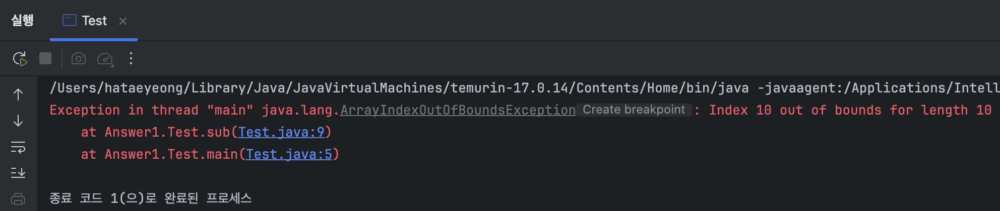 실행 Test
/Users/hataeyeong/Library/Java/JavaVirtualMachines/temurin-17.0.14/Contents/Home/bin/java -javaagent:/Applications/Intell
Exception in thread "main" java.lang.ArrayIndexOutOfBoundsException Create breakpoint : Index 10 out of bounds for length 10
at Answer1.Test.sub(Test.java:9)
at Answer1.Test.main(Test.java:5)
종료 코드 1(으)로 완료된 프로세스